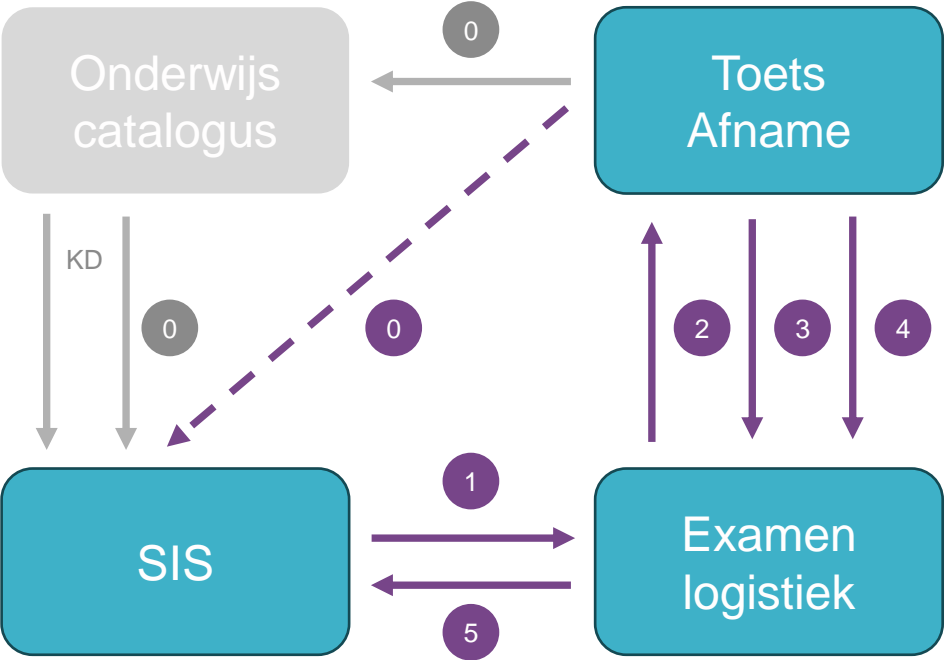 0
Onderwijs
catalogus
Toets
Afname
KD
0
0
2
3
4
1
SIS
Examen
logistiek
5